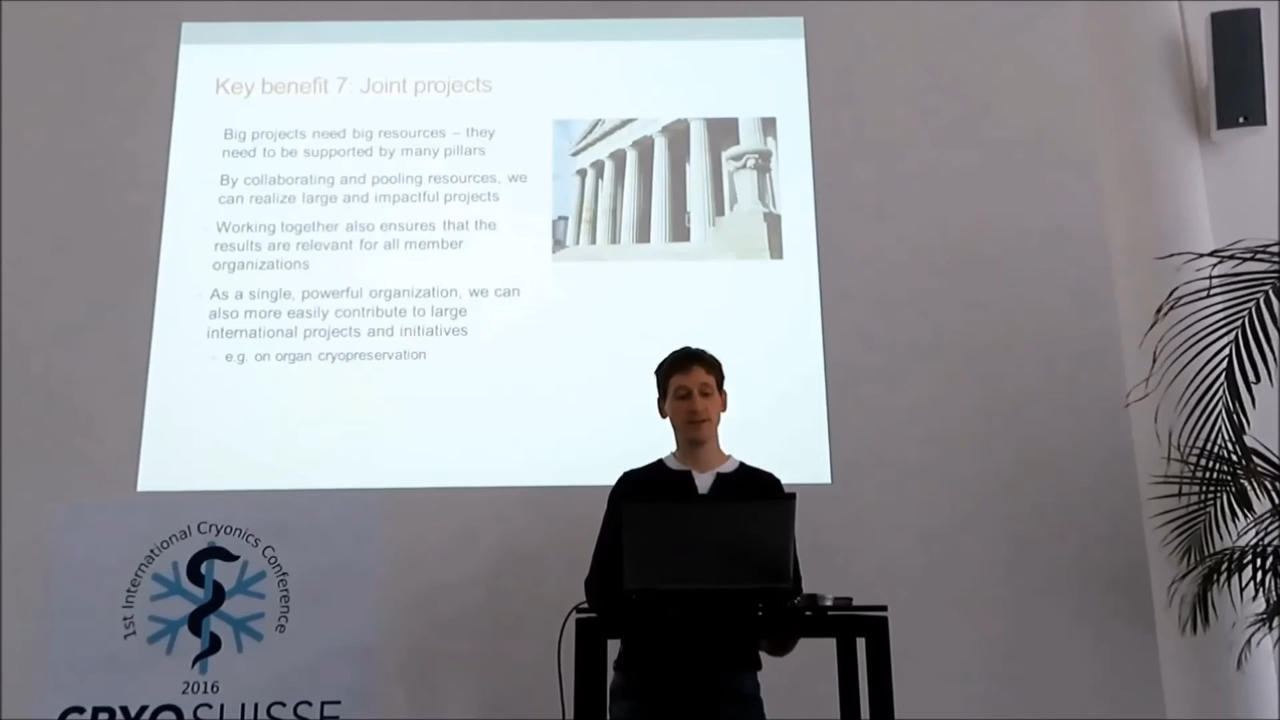 Key benefit 7: Joint projects
Big projects need big resources – they
need to be supported by many pillars
By collaborating and pooling resources, we
can realize large and impactful projects
Working together also ensures that the
results are relevant for all member
organizations
As a single, powerful organization, we can
also more easily contribute to large
international projects and initiatives
e.g. on organ cryopreservation
1st International Cryonics Conference
2016
CRYOSUISSE